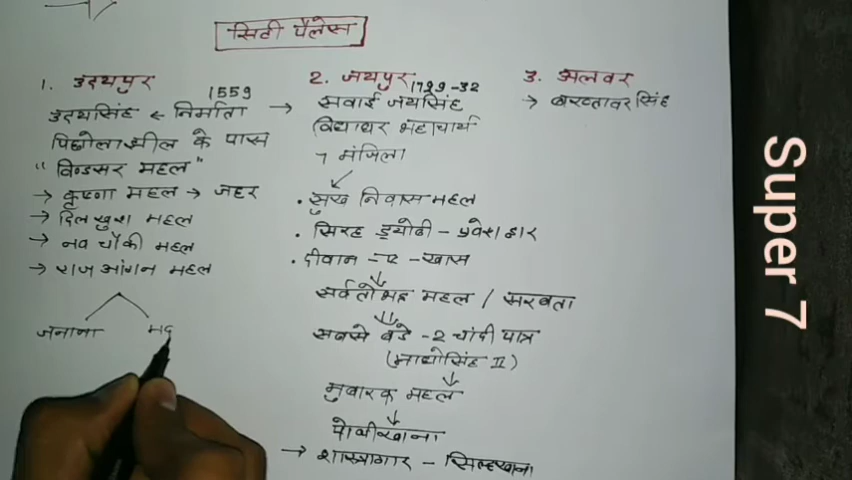 सिटी पैलेस
1. उदयपुर
1559
उदयसिंह ← निर्माता →
पिछोला झील के पास
"विण्डसर महल"
→ कृष्णा महल → जहर
→ दिल खुश महल
→ नव चौकी महल
→ राज आंगन महल
जनाना मद
2. जयपुर 1729-32
सवाई जयसिंह
विद्याधर भट्टाचार्य
7 मंजिला
• सुख निवास महल
• सिरह ड्योढी - प्रवेश द्वार
• दीवान - ए - खास
सर्वतोभद्र महल / सरबता
सबसे बडे - 2 चांदी पात्र
(माधोसिंह II)
मुबारक महल
पोथीखाना
→ शास्त्रागार - सिलहखाना
3. अलवर
→ बख्तावर सिंह
Super 7